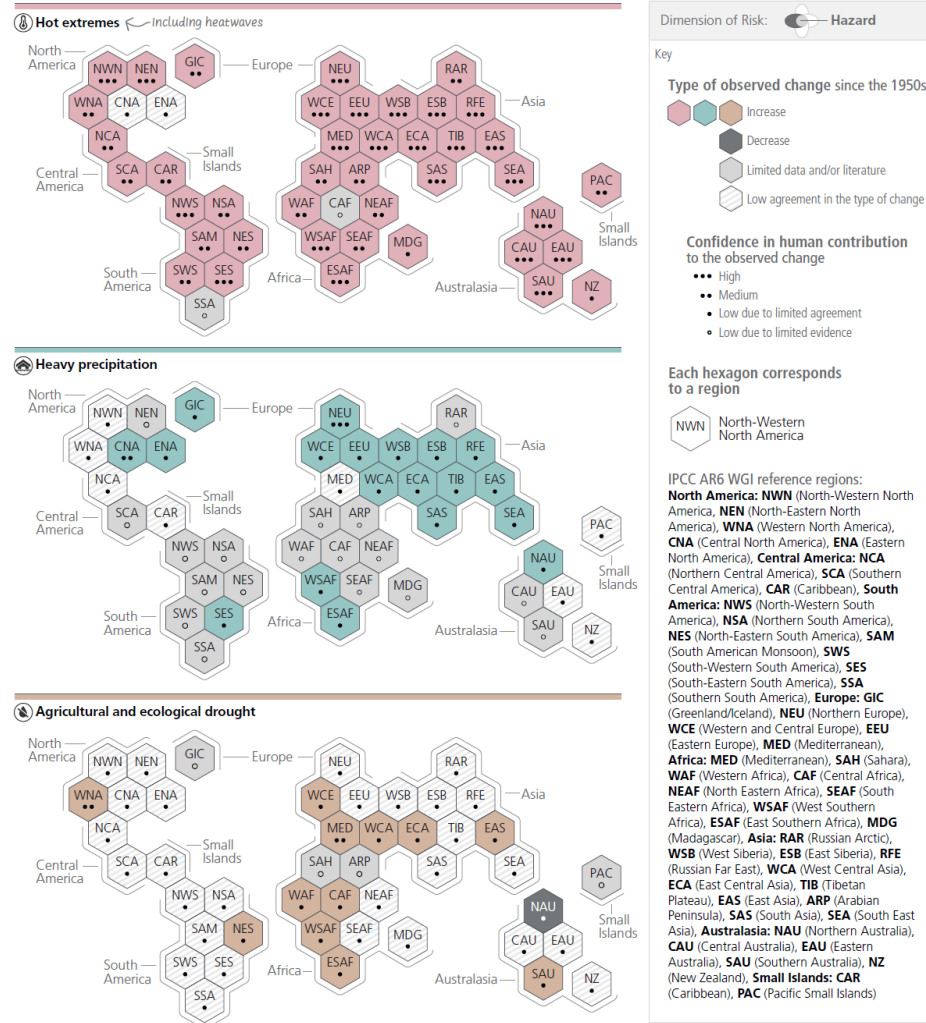 Hot extremes
Including heatwaves
North
America
NWN
NEN
GIC
Europe
NEU
RAR
WNA
CNA
ENA
WCE
EEU
WSB
ESB
RFE
Asia
NCA
MED
WCA
ECA
TIB
EAS
Small
Islands
Central
America
SCA
CAR
SAH
ARP
SAS
SEA
PAC
NWS
NSA
WAF
CAF
NEAF
NAU
Small
Islands
SAM
NES
WSAF
SEAF
MDG
CAU
EAU
South
America
SWS
SES
Africa
ESAF
Australasia
SAU
NZ
SSA
Heavy precipitation
North
America
NWN
NEN
GIC
Europe
NEU
RAR
WNA
CNA
ENA
WCE
EEU
WSB
ESB
RFE
Asia
NCA
MED
WCA
ECA
TIB
EAS
Small
Islands
Central
America
SCA
CAR
SAH
ARP
SAS
SEA
PAC
NWS
NSA
WAF
CAF
NEAF
NAU
Small
Islands
SAM
NES
WSAF
SEAF
MDG
CAU
EAU
South
America
SWS
SES
Africa
ESAF
Australasia
SAU
NZ
SSA
Agricultural and ecological drought
North
America
NWN
NEN
GIC
Europe
NEU
RAR
WNA
CNA
ENA
WCE
EEU
WSB
ESB
RFE
Asia
NCA
MED
WCA
ECA
TIB
EAS
Small
Islands
Central
America
SCA
CAR
SAH
ARP
SAS
SEA
PAC
NWS
NSA
WAF
CAF
NEAF
NAU
Small
Islands
SAM
NES
WSAF
SEAF
MDG
CAU
EAU
South
America
SWS
SES
Africa
ESAF
Australasia
SAU
NZ
SSA
Dimension of Risk: Hazard
Key
Type of observed change since the 1950s
Increase
Decrease
Limited data and/or literature
Low agreement in the type of change
Confidence in human contribution
to the observed change
••• High
•• Medium
• Low due to limited agreement
◦ Low due to limited evidence
Each hexagon corresponds
to a region
NWN
North-Western
North America
IPCC AR6 WGI reference regions:
North America: NWN (North-Western North
America, NEN (North-Eastern North
America), WNA (Western North America),
CNA (Central North America), ENA (Eastern
North America), Central America: NCA
(Northern Central America), SCA (Southern
Central America), CAR (Caribbean), South
America: NWS (North-Western South
America), NSA (Northern South America),
NES (North-Eastern South America), SAM
(South American Monsoon), SWS
(South-Western South America), SES
(South-Eastern South America), SSA
(Southern South America), Europe: GIC
(Greenland/Iceland), NEU (Northern Europe),
WCE (Western and Central Europe), EEU
(Eastern Europe), MED (Mediterranean),
Africa: MED (Mediterranean), SAH (Sahara),
WAF (Western Africa), CAF (Central Africa),
NEAF (North Eastern Africa), SEAF (South
Eastern Africa), WSAF (West Southern
Africa), ESAF (East Southern Africa), MDG
(Madagascar), Asia: RAR (Russian Arctic),
WSB (West Siberia), ESB (East Siberia), RFE
(Russian Far East), WCA (West Central Asia),
ECA (East Central Asia), TIB (Tibetan
Plateau), EAS (East Asia), ARP (Arabian
Peninsula), SAS (South Asia), SEA (South East
Asia), Australasia: NAU (Northern Australia),
CAU (Central Australia), EAU (Eastern
Australia), SAU (Southern Australia), NZ
(New Zealand), Small Islands: CAR
(Caribbean), PAC (Pacific Small Islands)